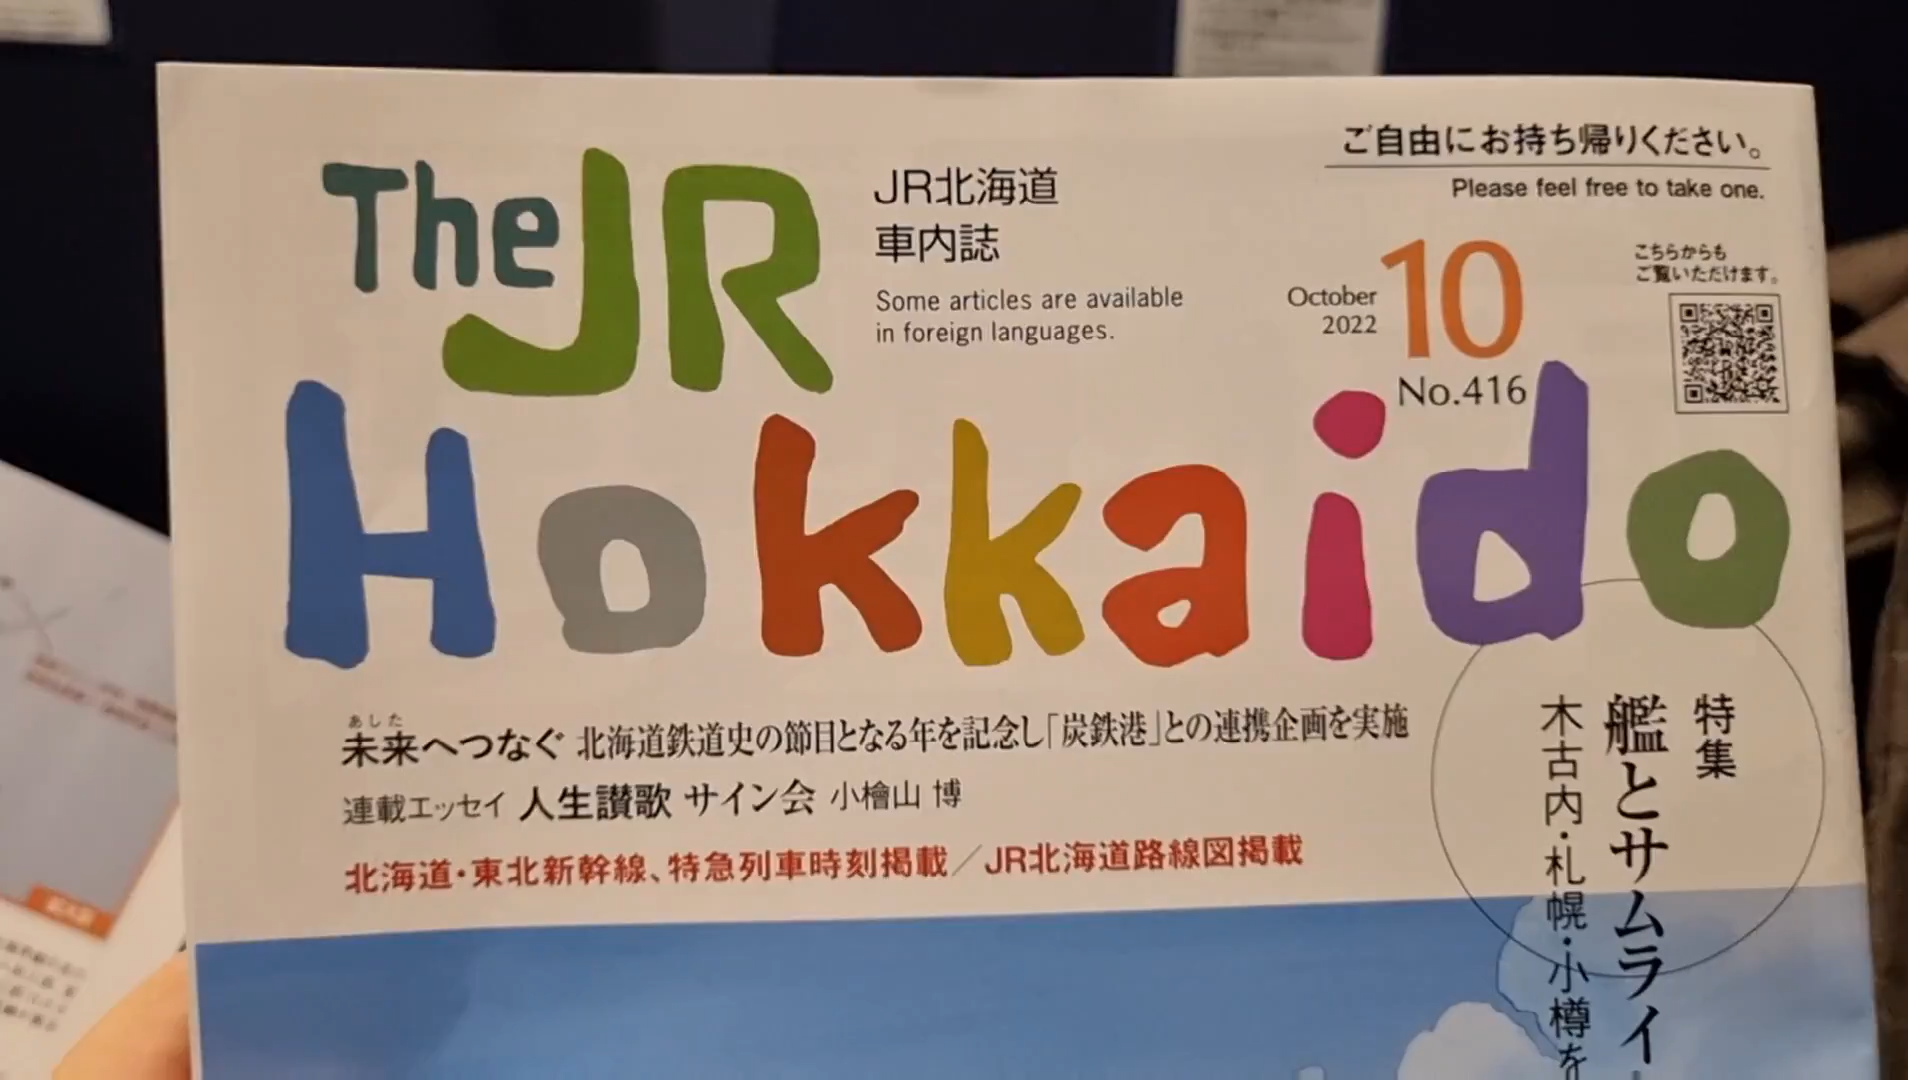 ご自由にお持ち帰りください。
Please feel free to take one.
The JR
Hokkaido
JR北海道
車内誌
Some articles are available
in foreign languages.
October
2022
10
No.416
こちらからも
ご覧いただけます。
あした
未来へつなぐ 北海道鉄道史の節目となる年を記念し「炭鉄港」との連携企画を実施
連載エッセイ 人生讃歌 サイン会 小檜山 博
北海道・東北新幹線、特急列車時刻掲載／JR北海道路線図掲載
特集
艦とサムライ
木古内・札幌・小樽を